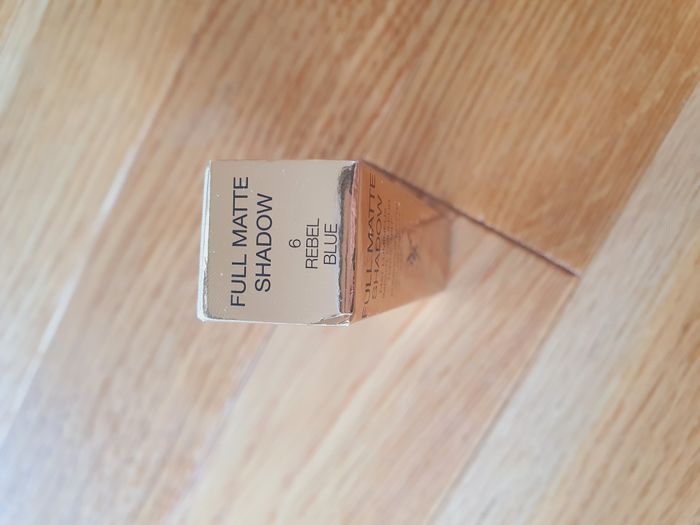 FULL MATTE
SHADOW
6
REBEL
BLUE
FULL MATTE
SHADOW